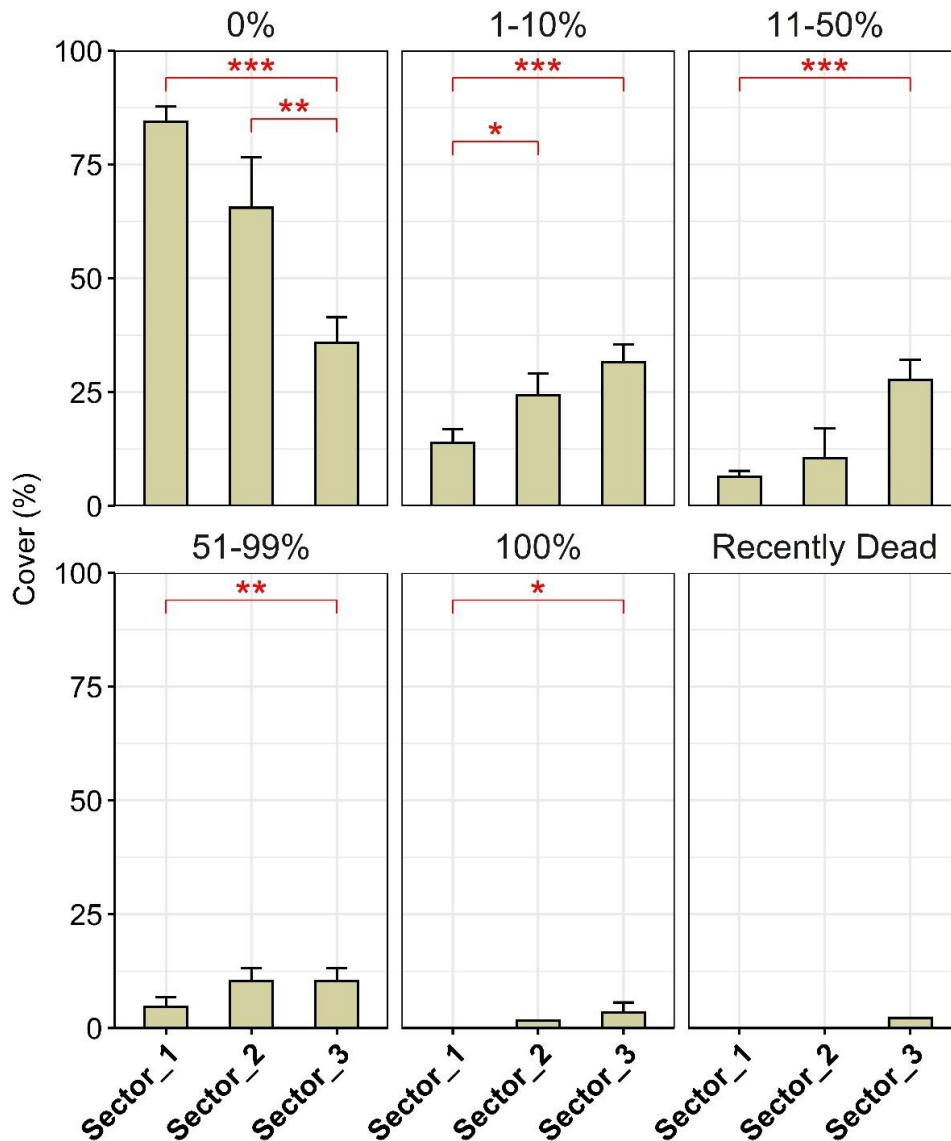 0% 1-10% 11-50%
100
*** *** ***
**
*
75
50
25
0
Cover (%)
51-99% 100% Recently Dead
100
** *
75
50
25
0
Sector_1 Sector_2 Sector_3 Sector_1 Sector_2 Sector_3 Sector_1 Sector_2 Sector_3